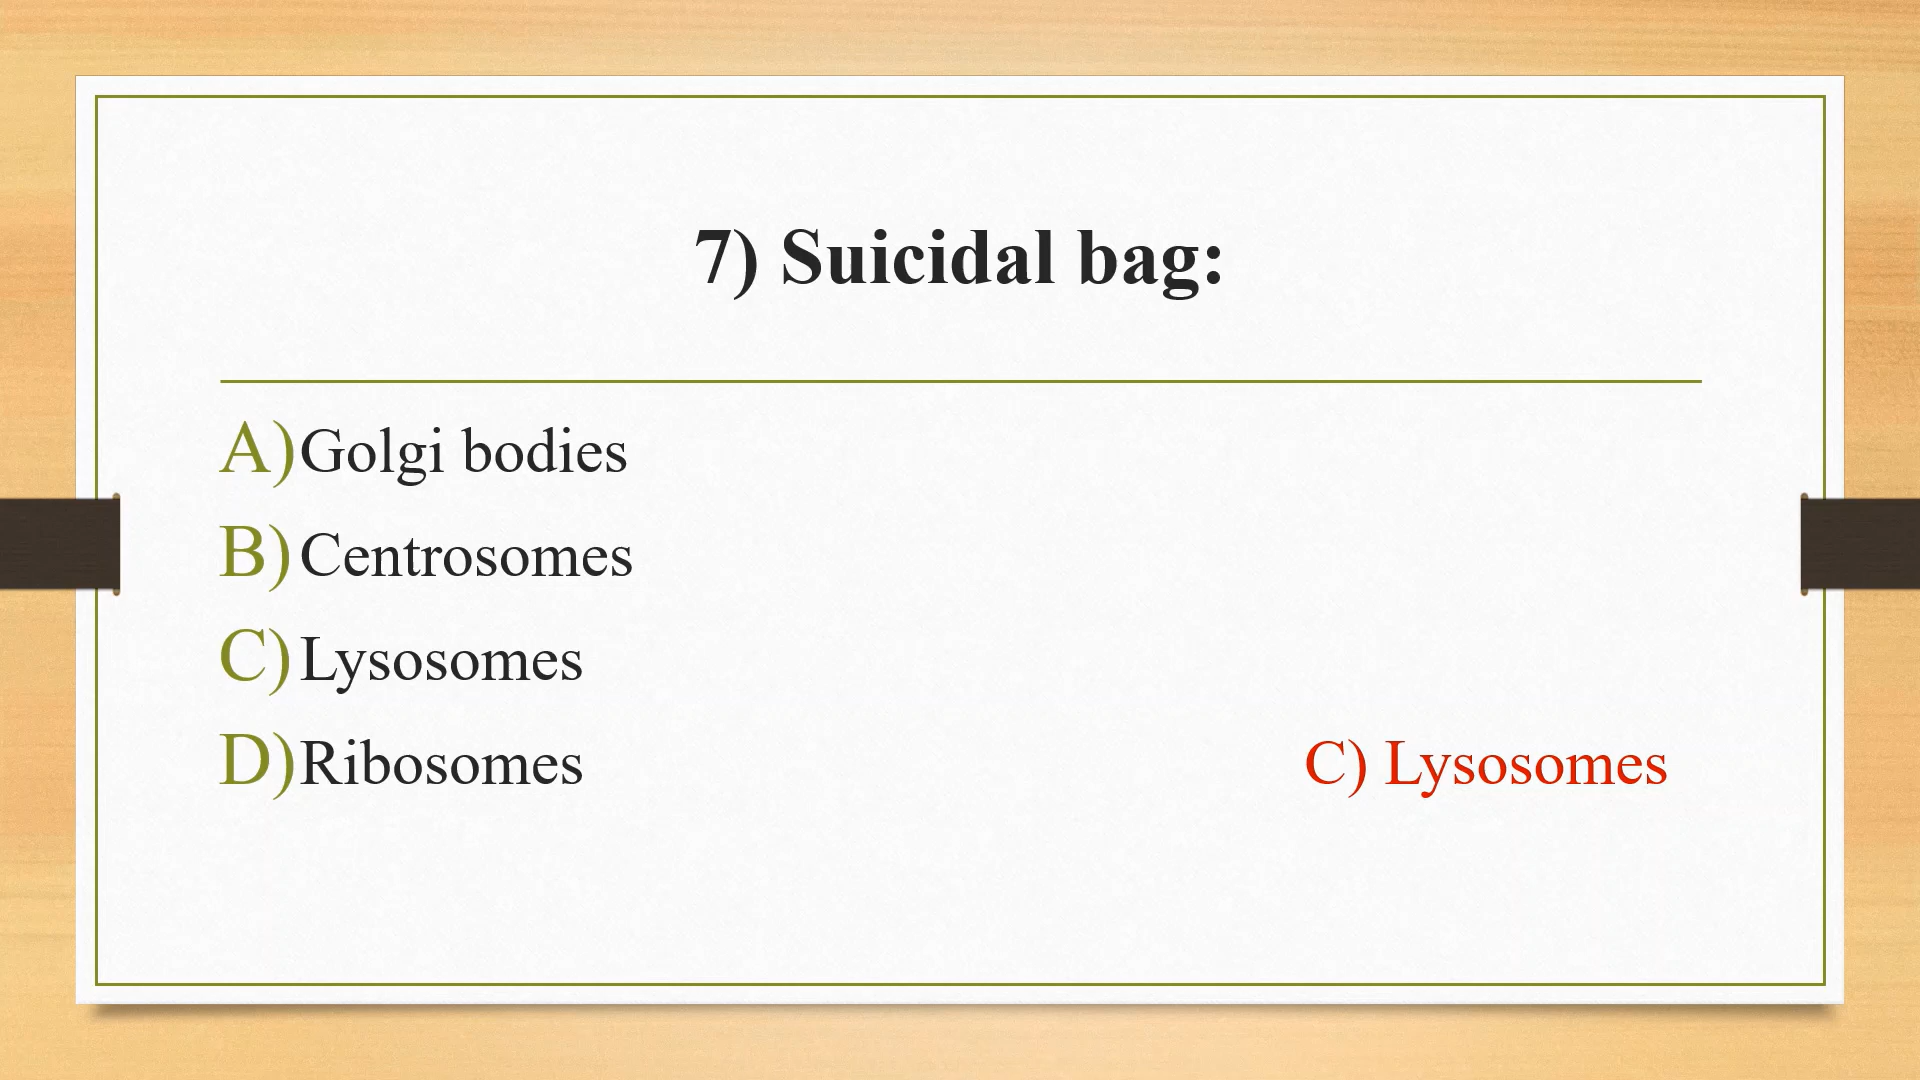 7) Suicidal bag:
A) Golgi bodies
B) Centrosomes
C) Lysosomes
D) Ribosomes
C) Lysosomes